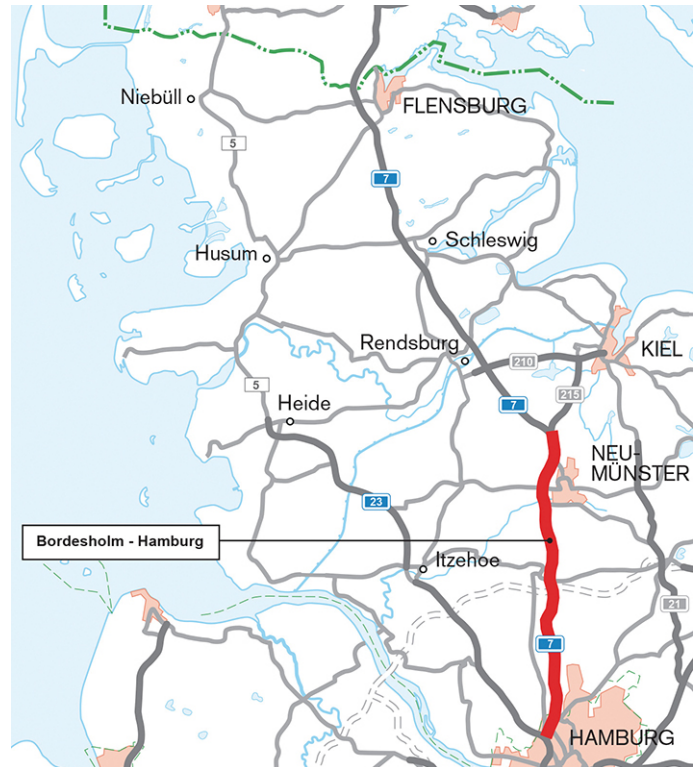 Niebüll
FLENSBURG
5
7
Schleswig
Husum
Rendsburg
210
KIEL
5
7
215
Heide
NEU-
MÜNSTER
23
Bordesholm - Hamburg
Itzehoe
21
7
HAMBURG